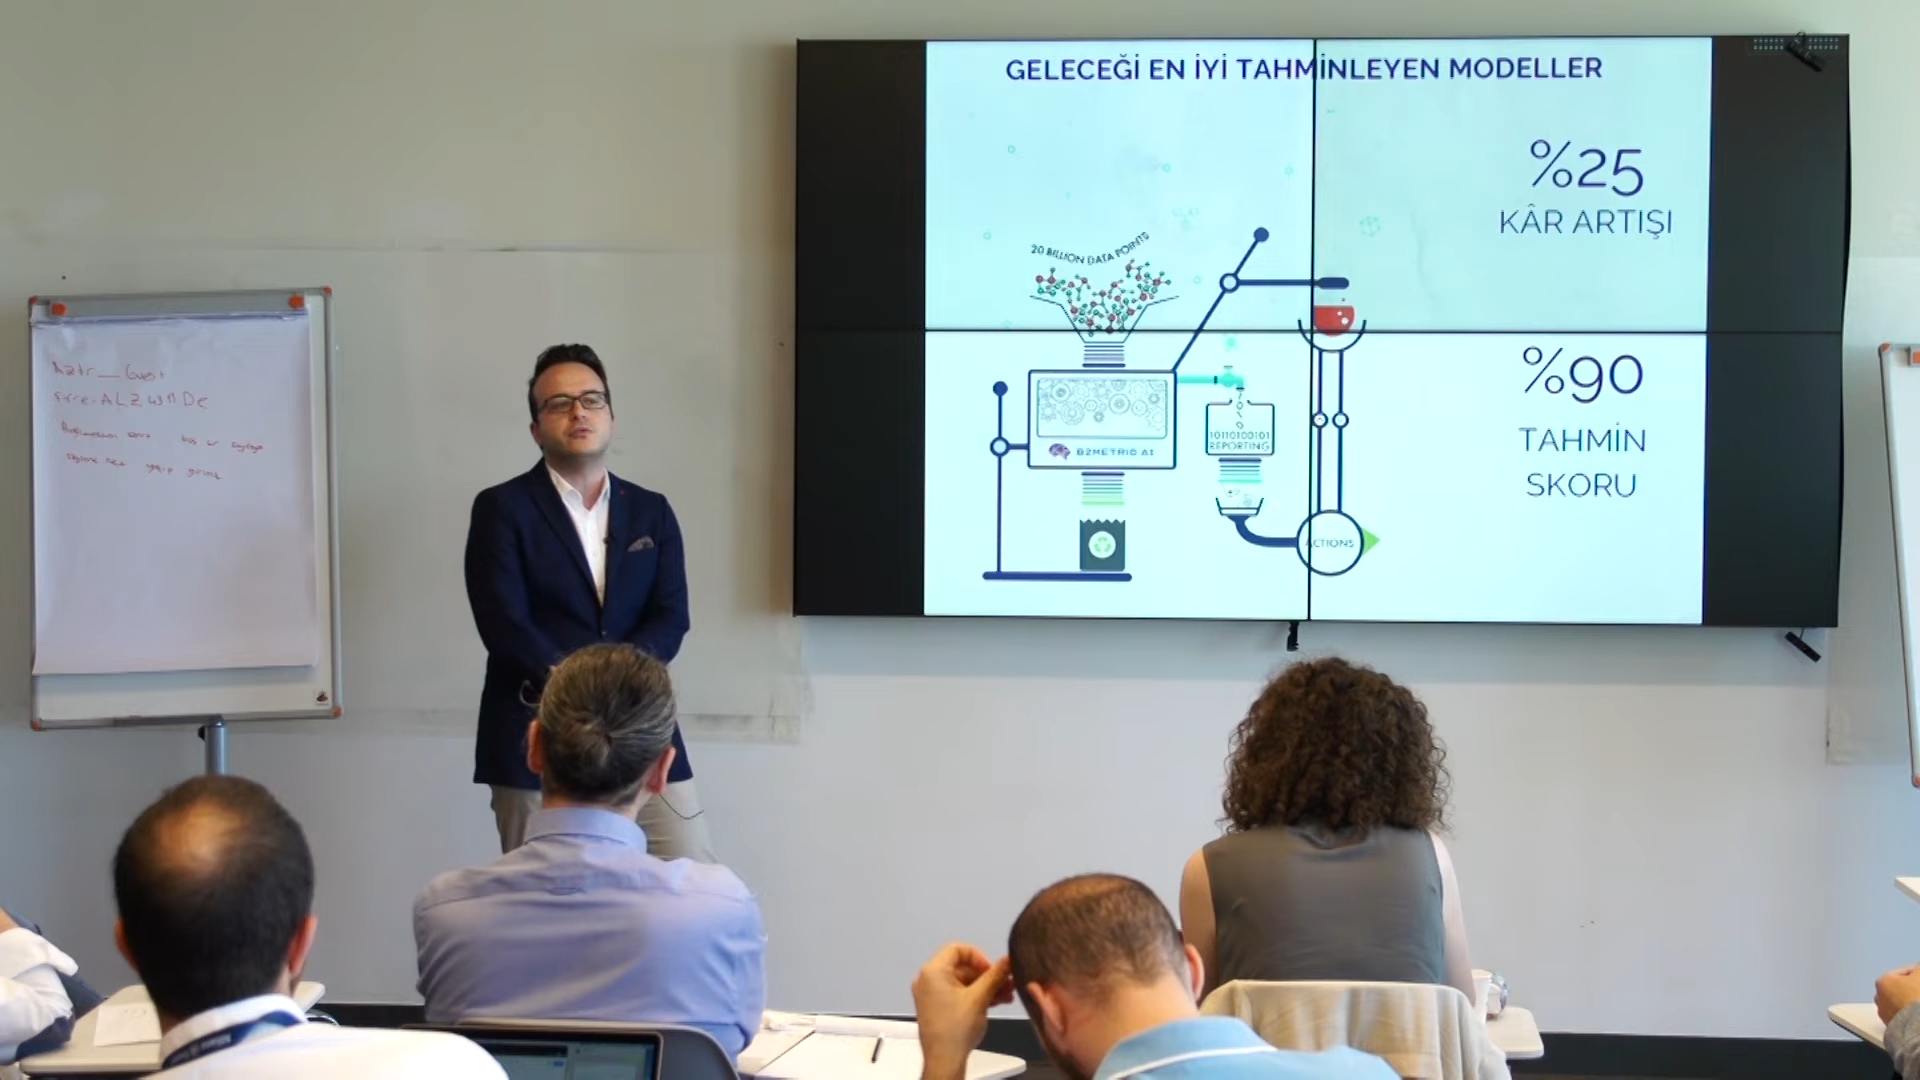 GELECEĞİ EN İYİ TAHMİNLEYEN MODELLER
%25
KÂR ARTIŞI
20 BILLION DATA POINTS
%90
TAHMİN
SKORU
10110100101
REPORTING
B2METRIC AI
ACTIONS